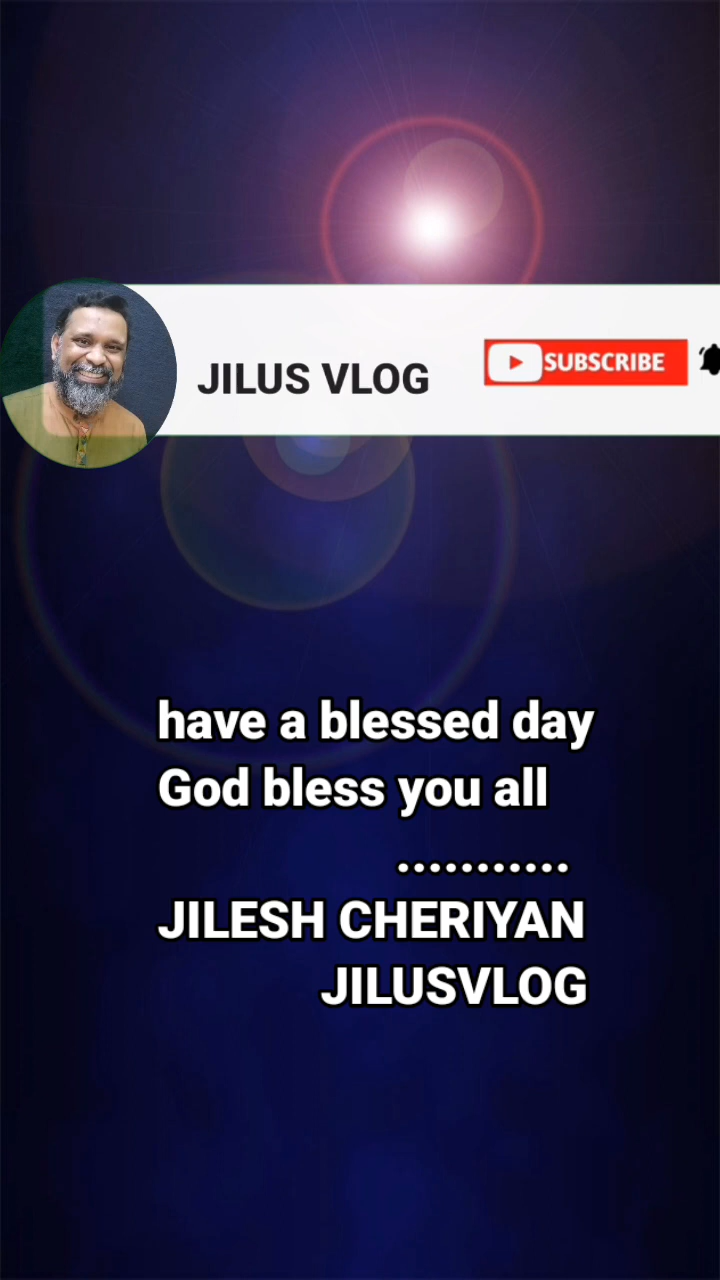 JILUS VLOG
SUBSCRIBE
have a blessed day
God bless you all
...........
JILESH CHERIYAN
JILUSVLOG